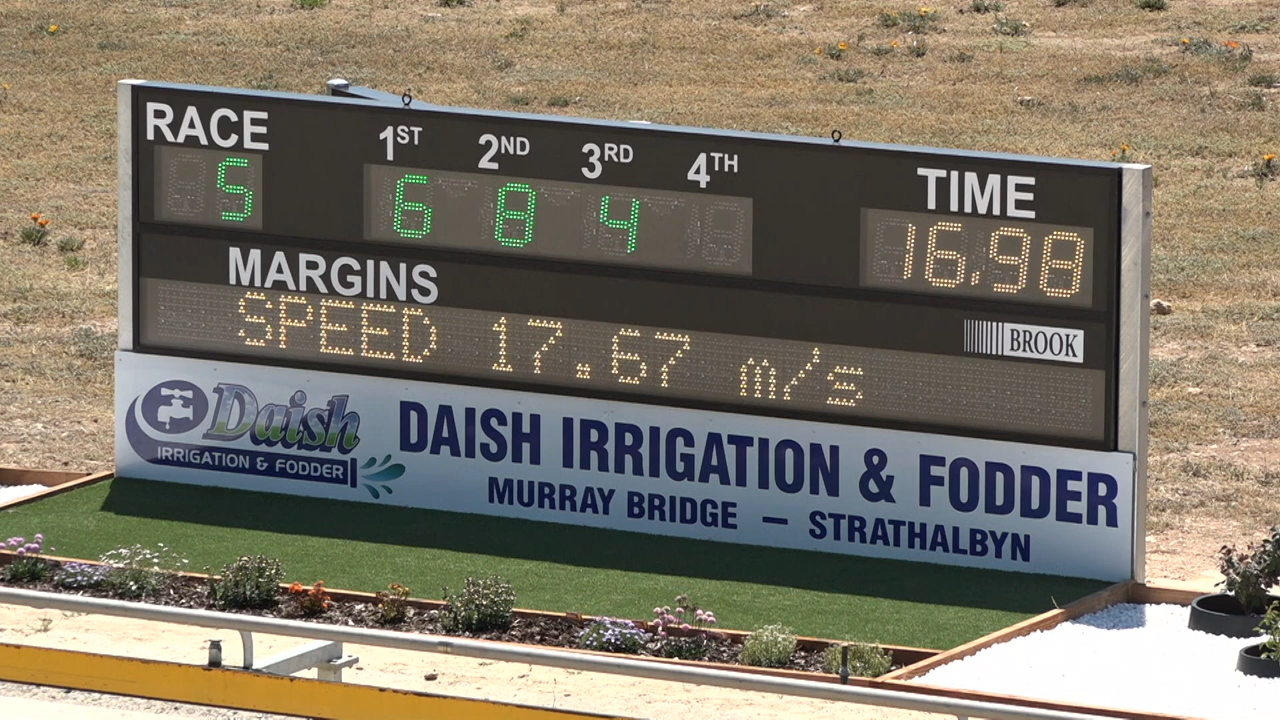 RACE 1ST 2ND 3RD 4TH TIME
5 6 8 4 16.98
MARGINS
BROOK
SPEED 17.67 m/s
Daish
IRRIGATION & FODDER
DAISH IRRIGATION & FODDER
MURRAY BRIDGE – STRATHALBYN